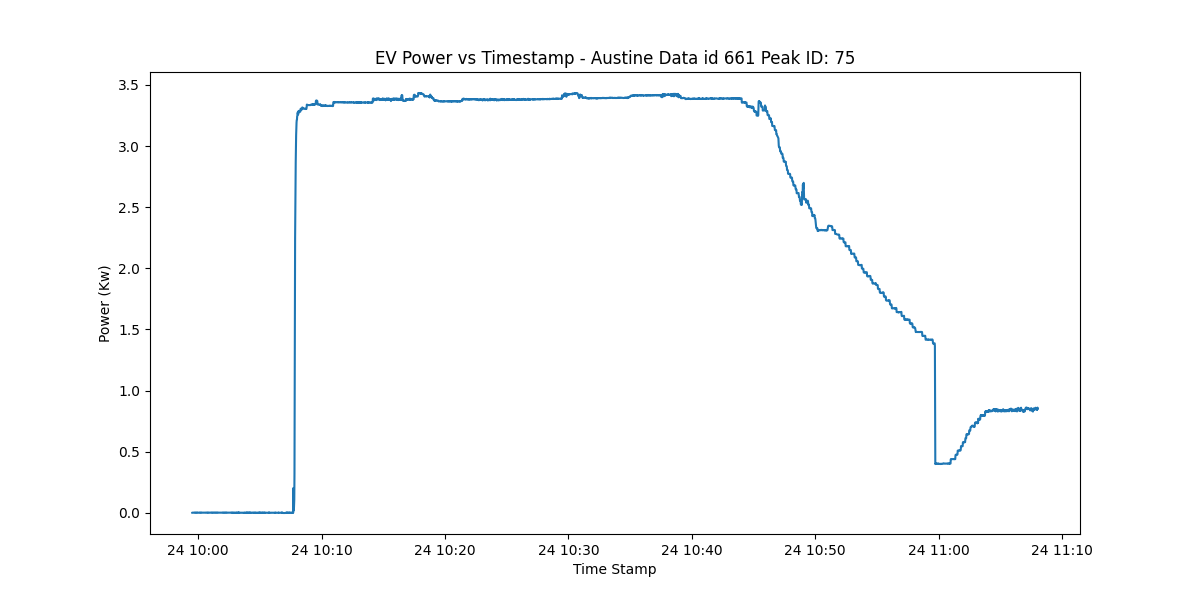 EV Power vs Timestamp - Austine Data id 661 Peak ID: 75
3.5
3.0
2.5
2.0
1.5
1.0
0.5
0.0
Power (Kw)
24 10:00 24 10:10 24 10:20 24 10:30 24 10:40 24 10:50 24 11:00 24 11:10
Time Stamp